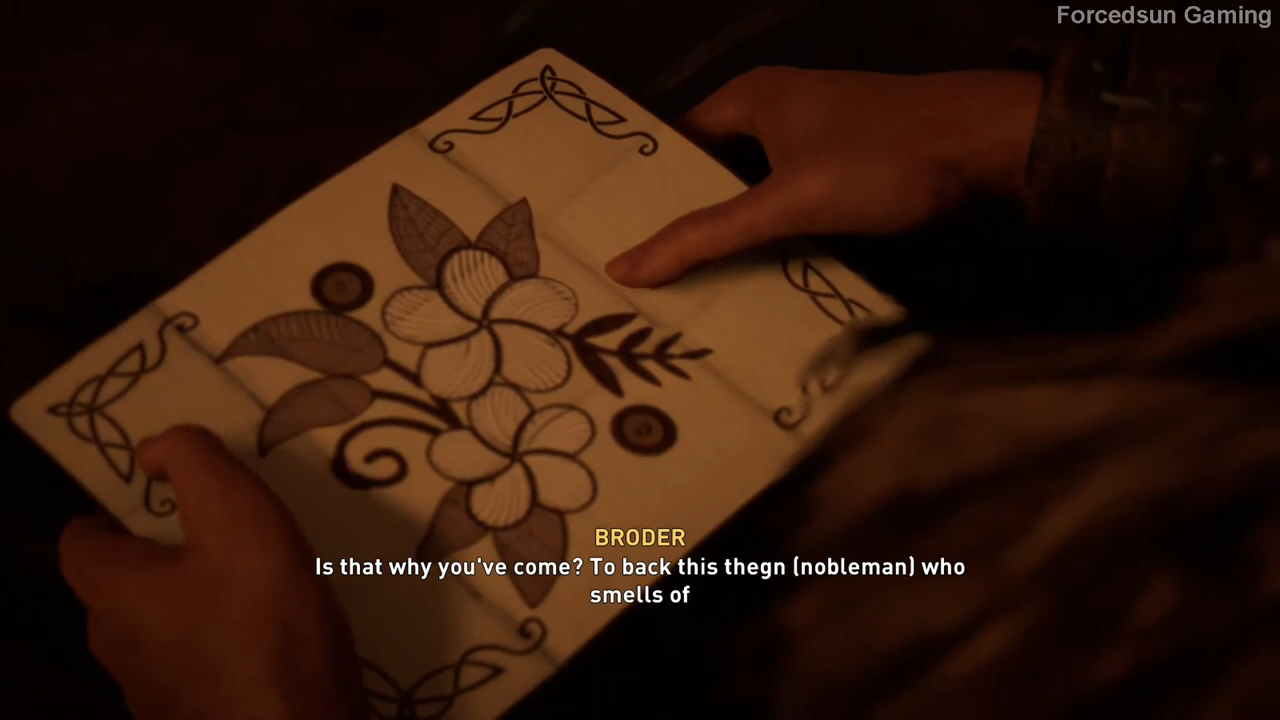 Forcedsun Gaming
BRODER
Is that why you've come? To back this thegn (nobleman) who
smells of